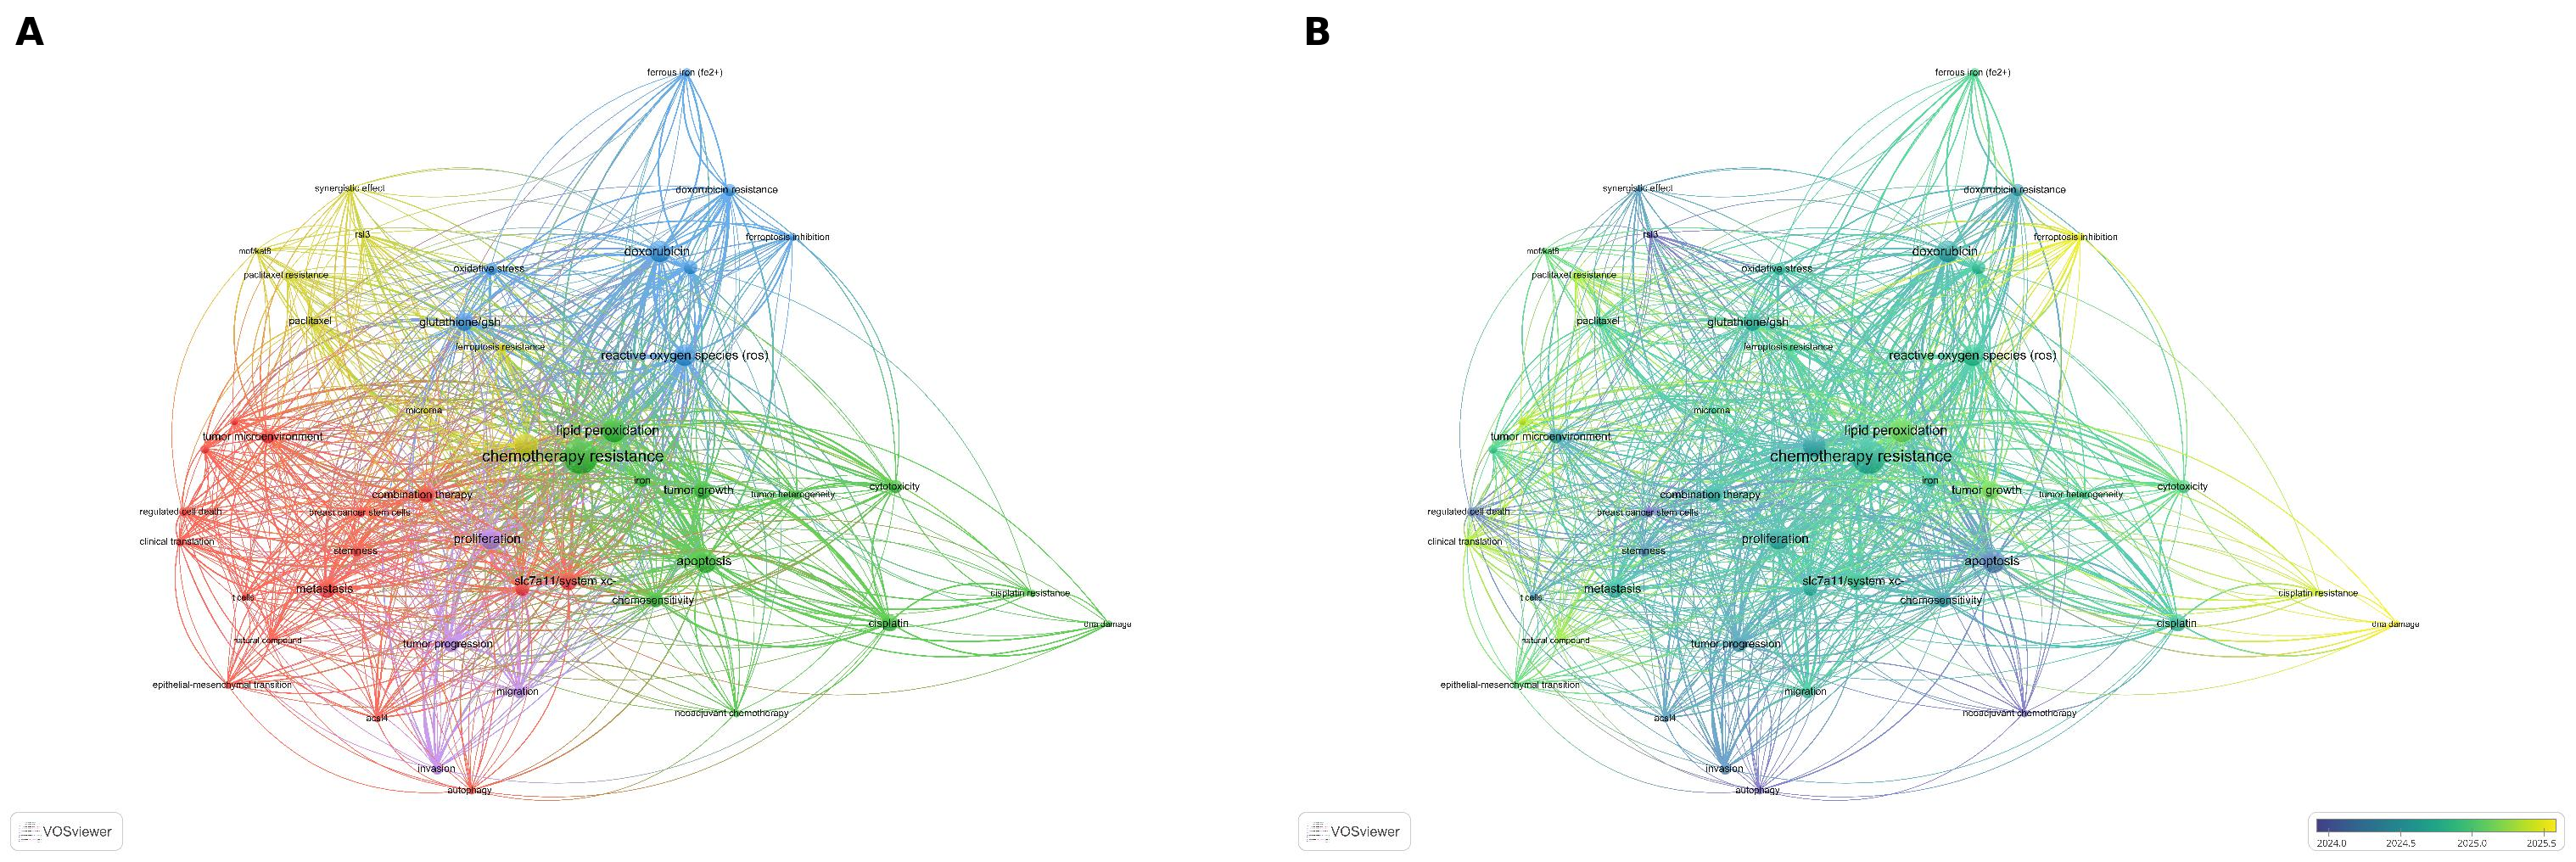 A
ferrous iron (fe2+)
synergistic effect
doxorubicin resistance
rsl3
ferroptosis inhibition
mof/kat8
doxorubicin
oxidative stress
paclitaxel resistance
paclitaxel
glutathione/gsh
ferroptosis resistance
reactive oxygen species (ros)
microrna
lipid peroxidation
tumor microenvironment
chemotherapy resistance
iron
tumor growth
cytotoxicity
combination therapy
tumor heterogeneity
regulated cell death
breast cancer stem cells
proliferation
clinical translation
stemness
apoptosis
slc7a11/system xc-
metastasis
cisplatin resistance
t cells
chemosensitivity
cisplatin
dna damage
natural compound
tumor progression
epithelial-mesenchymal transition
migration
neoadjuvant chemotherapy
acsl4
invasion
autophagy
VOSviewer
B
ferrous iron (fe2+)
synergistic effect
doxorubicin resistance
rsl3
ferroptosis inhibition
mof/kat8
doxorubicin
oxidative stress
paclitaxel resistance
paclitaxel
glutathione/gsh
ferroptosis resistance
reactive oxygen species (ros)
microrna
lipid peroxidation
tumor microenvironment
chemotherapy resistance
iron
tumor growth
cytotoxicity
combination therapy
tumor heterogeneity
regulated cell death
breast cancer stem cells
proliferation
clinical translation
stemness
apoptosis
slc7a11/system xc-
metastasis
cisplatin resistance
t cells
chemosensitivity
cisplatin
dna damage
natural compound
tumor progression
epithelial-mesenchymal transition
migration
neoadjuvant chemotherapy
acsl4
invasion
autophagy
VOSviewer
2024.0 2024.5 2025.0 2025.5